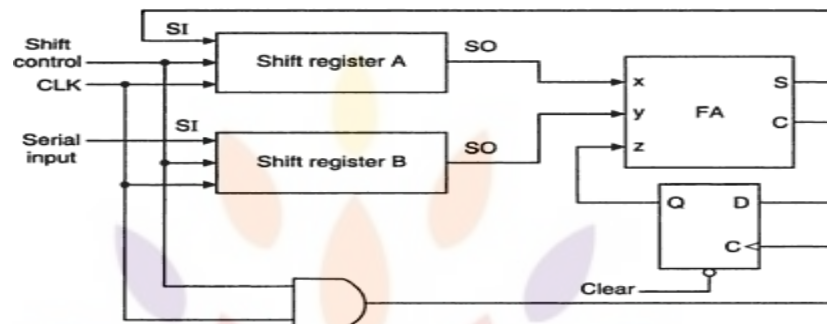 SI
Shift
control
CLK
Shift register A
SO
Serial
input
SI
Shift register B
SO
x
y
z
FA
S
C
Q
D
C
Clear